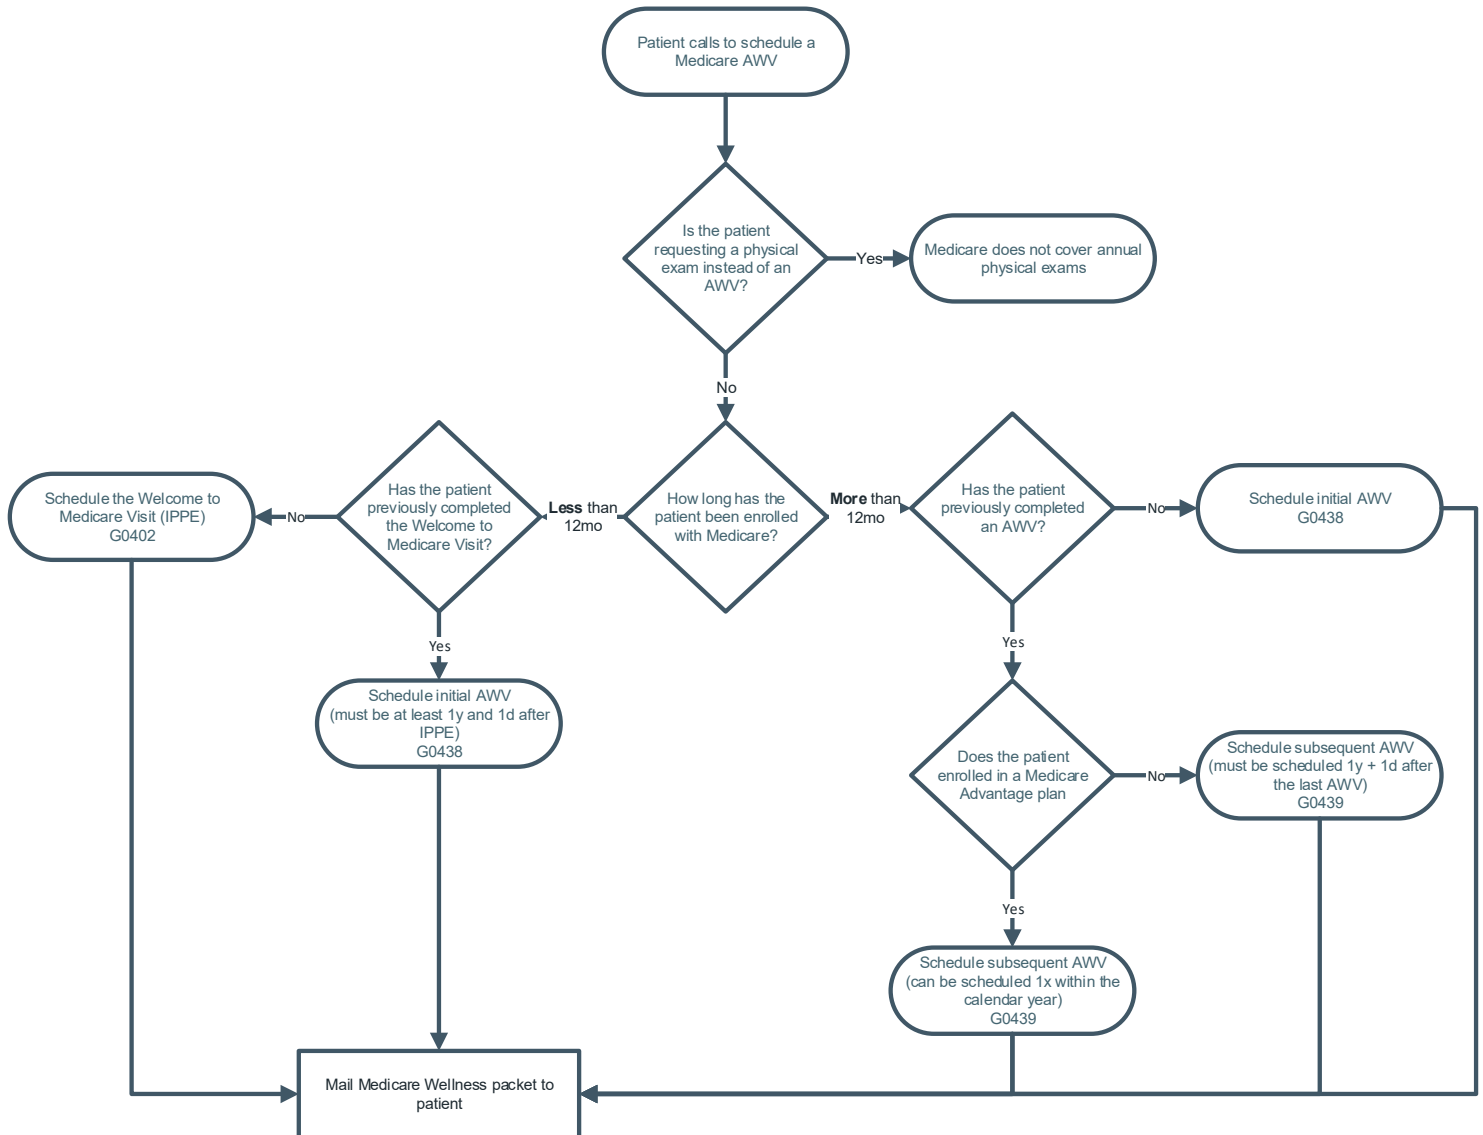 Patient calls to schedule a
Medicare AWV
Is the patient
requesting a physical
exam instead of an
AWV?
Yes
Medicare does not cover annual
physical exams
No
Schedule the Welcome to
Medicare Visit (IPPE)
G0402
No
Has the patient
previously completed
the Welcome to
Medicare Visit?
Less than
12mo
How long has the
patient been enrolled
with Medicare?
More than
12mo
Has the patient
previously completed
an AWV?
No
Schedule initial AWV
G0438
Yes
Yes
Schedule initial AWV
(must be at least 1y and 1d after
IPPE)
G0438
Does the patient
enrolled in a Medicare
Advantage plan
No
Schedule subsequent AWV
(must be scheduled 1y + 1d after
the last AWV)
G0439
Yes
Schedule subsequent AWV
(can be scheduled 1x within the
calendar year)
G0439
Mail Medicare Wellness packet to
patient